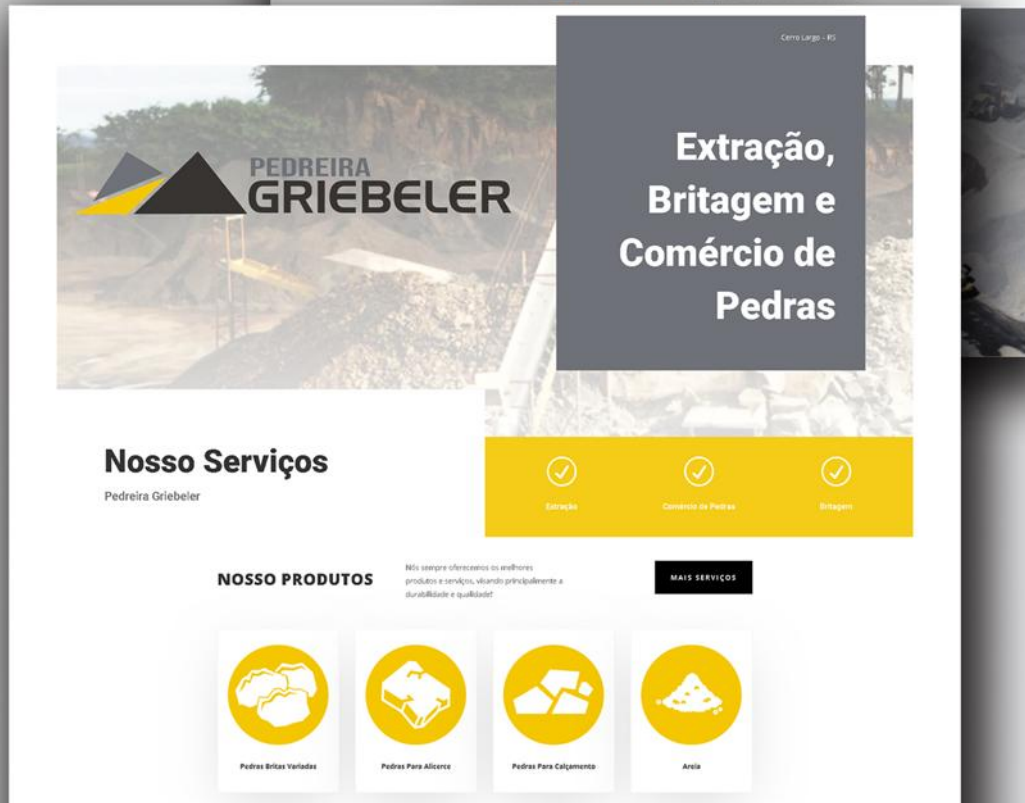 Cerro Largo - RS
PEDREIRA
GRIEBELER
Extração,
Britagem e
Comércio de
Pedras
Nosso Serviços
Pedreira Griebeler
Extração
Comércio de Pedras
Britagem
NOSSO PRODUTOS
Nós sempre oferecemos os melhores
produtos e serviços, visando principalmente a
durabillidade e qualidade!
MAIS SERVIÇOS
Pedras Britas Variadas
Pedras Para Alicerce
Pedras Para Calçamento
Areia